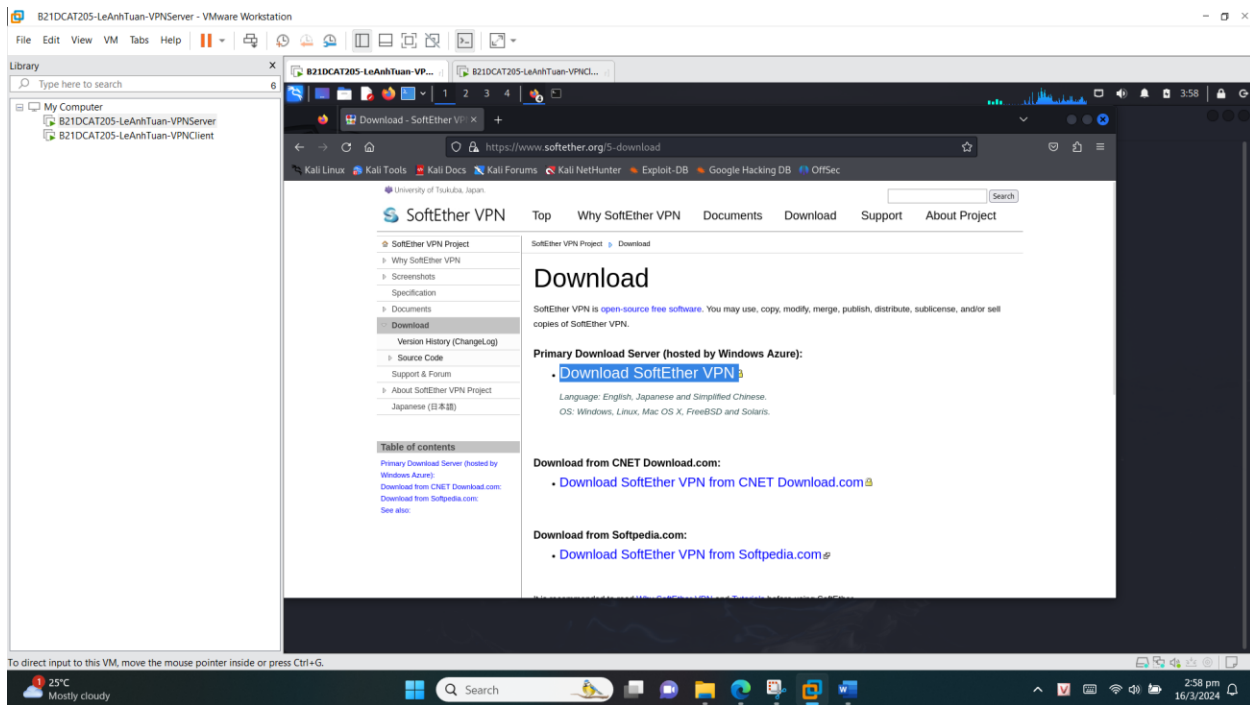 B21DCAT205-LeAnhTuan-VPNServer - VMware Workstation
File Edit View VM Tabs Help
Library
Type here to search
My Computer
B21DCAT205-LeAnhTuan-VPNServer
B21DCAT205-LeAnhTuan-VPNClient
B21DCAT205-LeAnhTuan-VP...
B21DCAT205-LeAnhTuan-VPNCl...
1 2 3 4
3:58
Download - SoftEther VP
https://www.softether.org/5-download
Kali Linux Kali Tools Kali Docs Kali Forums Kali NetHunter Exploit-DB Google Hacking DB OffSec
University of Tsukuba, Japan.
Search
SoftEther VPN
Top Why SoftEther VPN Documents Download Support About Project
SoftEther VPN Project
Why SoftEther VPN
Screenshots
Specification
Documents
Download
Version History (ChangeLog)
Source Code
Support & Forum
About SoftEther VPN Project
Japanese (日本語)
Table of contents
Primary Download Server (hosted by
Windows Azure):
Download from CNET Download.com:
Download from Softpedia.com:
See also:
SoftEther VPN Project Download
Download
SoftEther VPN is open-source free software. You may use, copy, modify, merge, publish, distribute, sublicense, and/or sell
copies of SoftEther VPN.
Primary Download Server (hosted by Windows Azure):
• Download SoftEther VPN
Language: English, Japanese and Simplified Chinese.
OS: Windows, Linux, Mac OS X, FreeBSD and Solaris.
Download from CNET Download.com:
• Download SoftEther VPN from CNET Download.com
Download from Softpedia.com:
• Download SoftEther VPN from Softpedia.com
To direct input to this VM, move the mouse pointer inside or press Ctrl+G.
1
25°C
Mostly cloudy
Search
V
2:58 pm
16/3/2024